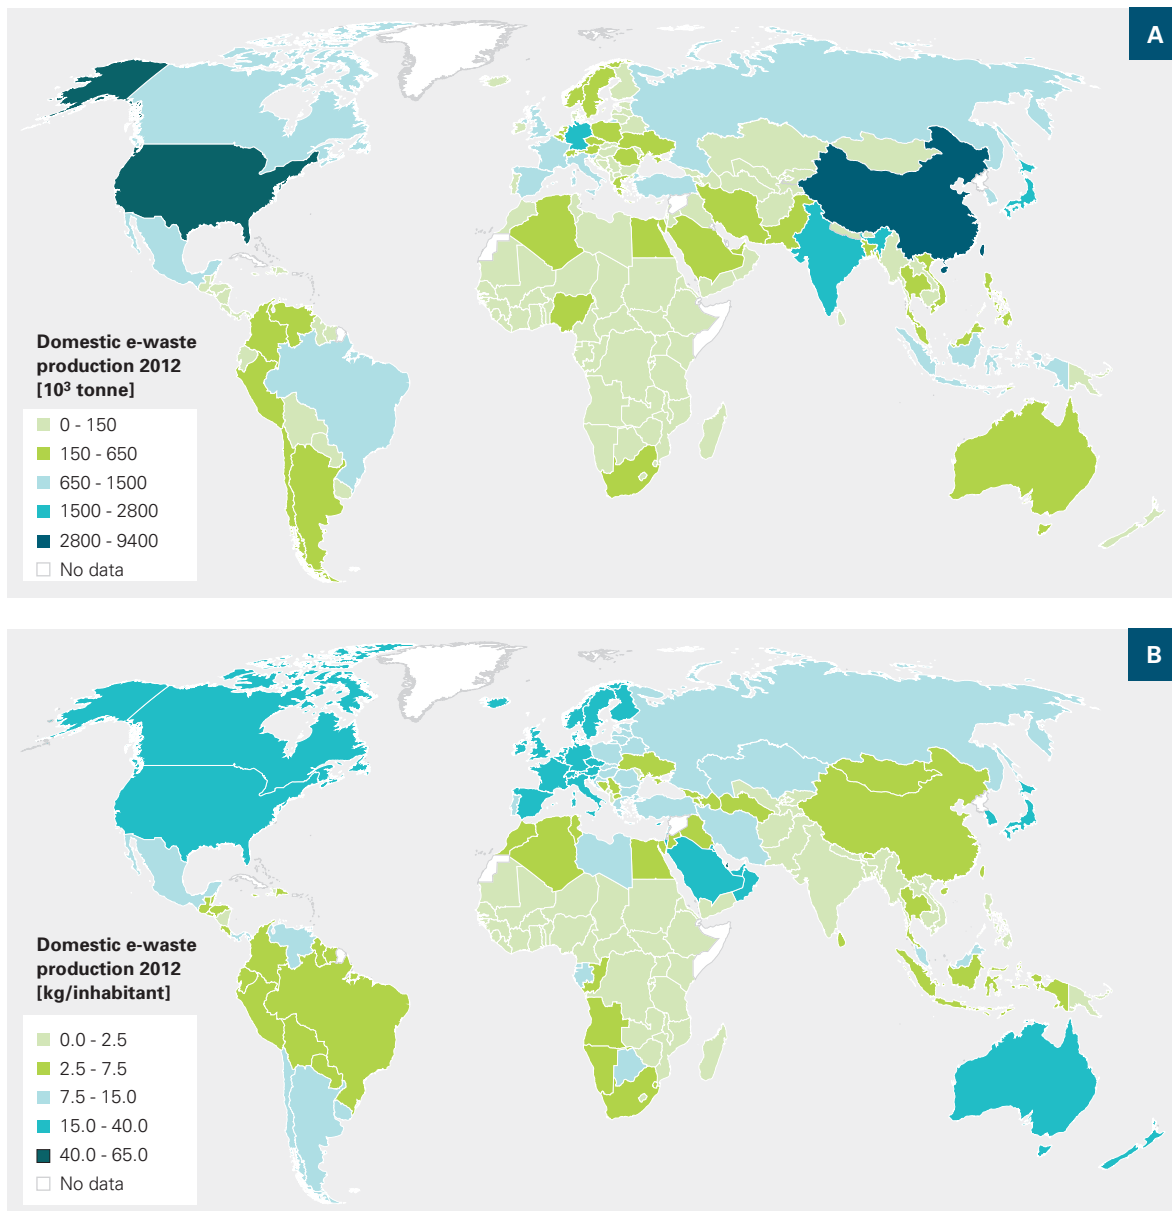 A
Domestic e-waste
production 2012
[10³ tonne]
0 - 150
150 - 650
650 - 1500
1500 - 2800
2800 - 9400
No data
B
Domestic e-waste
production 2012
[kg/inhabitant]
0.0 - 2.5
2.5 - 7.5
7.5 - 15.0
15.0 - 40.0
40.0 - 65.0
No data